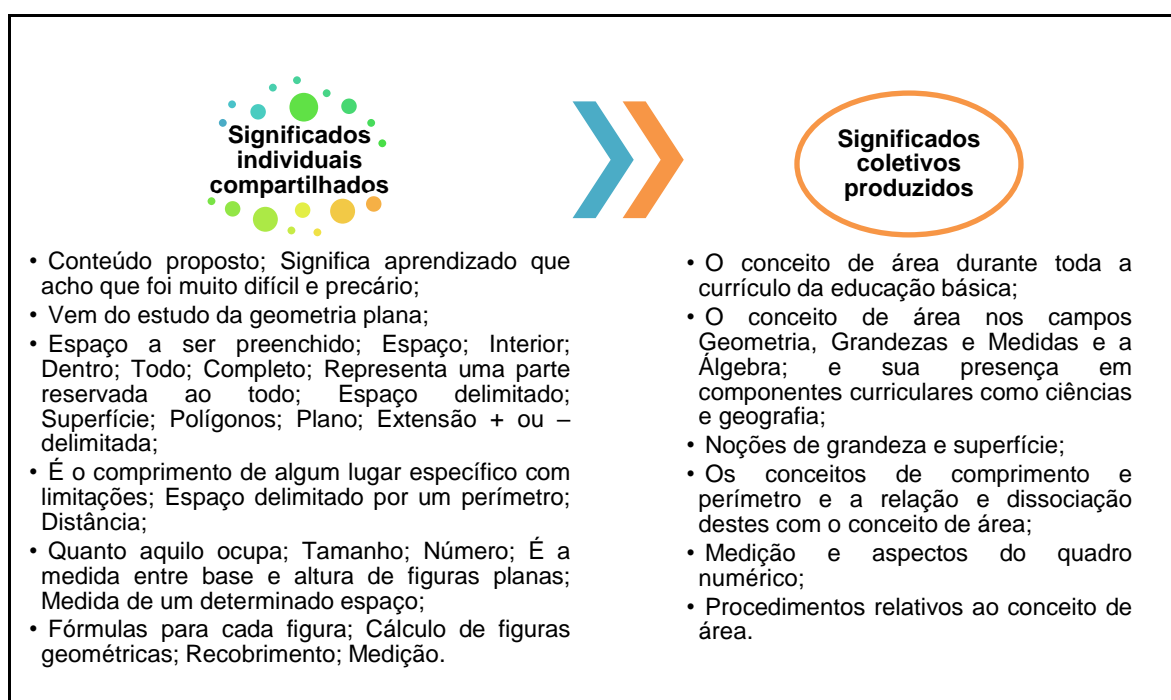 Significados
individuais
compartilhados
• Conteúdo proposto; Significa aprendizado que
acho que foi muito difícil e precário;
• Vem do estudo da geometria plana;
• Espaço a ser preenchido; Espaço; Interior;
Dentro; Todo; Completo; Representa uma parte
reservada ao todo; Espaço delimitado;
Superfície; Polígonos; Plano; Extensão + ou –
delimitada;
• É o comprimento de algum lugar específico com
limitações; Espaço delimitado por um perímetro;
Distância;
• Quanto aquilo ocupa; Tamanho; Número; É a
medida entre base e altura de figuras planas;
Medida de um determinado espaço;
• Fórmulas para cada figura; Cálculo de figuras
geométricas; Recobrimento; Medição.
Significados
coletivos
produzidos
• O conceito de área durante toda a
currículo da educação básica;
• O conceito de área nos campos
Geometria, Grandezas e Medidas e a
Álgebra; e sua presença em
componentes curriculares como ciências
e geografia;
• Noções de grandeza e superfície;
• Os conceitos de comprimento e
perímetro e a relação e dissociação
destes com o conceito de área;
• Medição e aspectos do quadro
numérico;
• Procedimentos relativos ao conceito de
área.